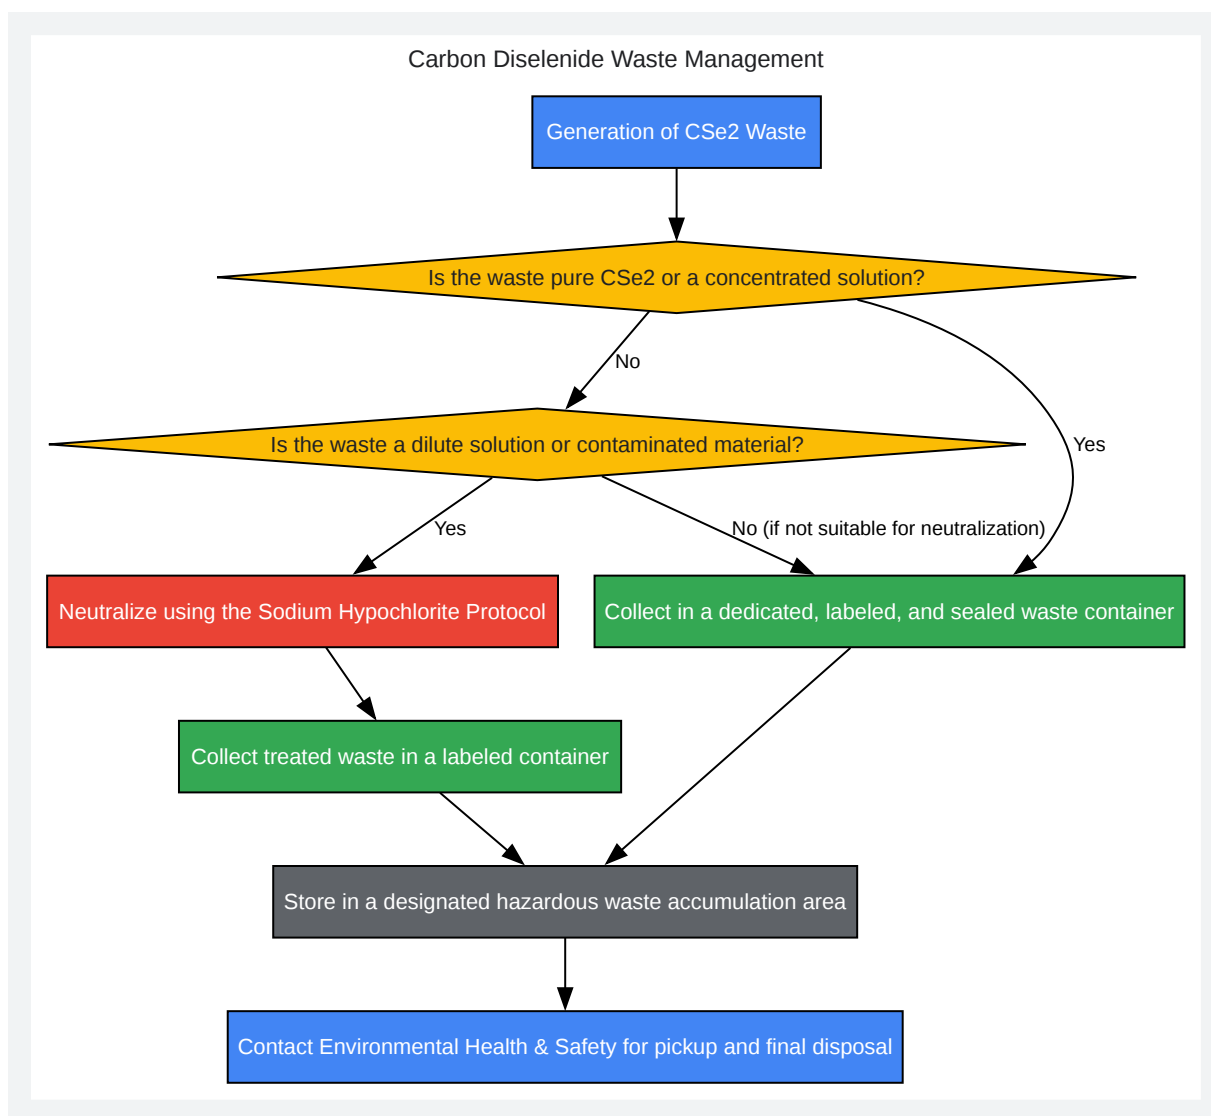 Carbon Diselenide Waste Management
Generation of CSe2 Waste
Is the waste pure CSe2 or a concentrated solution?
No
Is the waste a dilute solution or contaminated material?
Yes
Yes
No (if not suitable for neutralization)
Neutralize using the Sodium Hypochlorite Protocol
Collect in a dedicated, labeled, and sealed waste container
Collect treated waste in a labeled container
Store in a designated hazardous waste accumulation area
Contact Environmental Health & Safety for pickup and final disposal